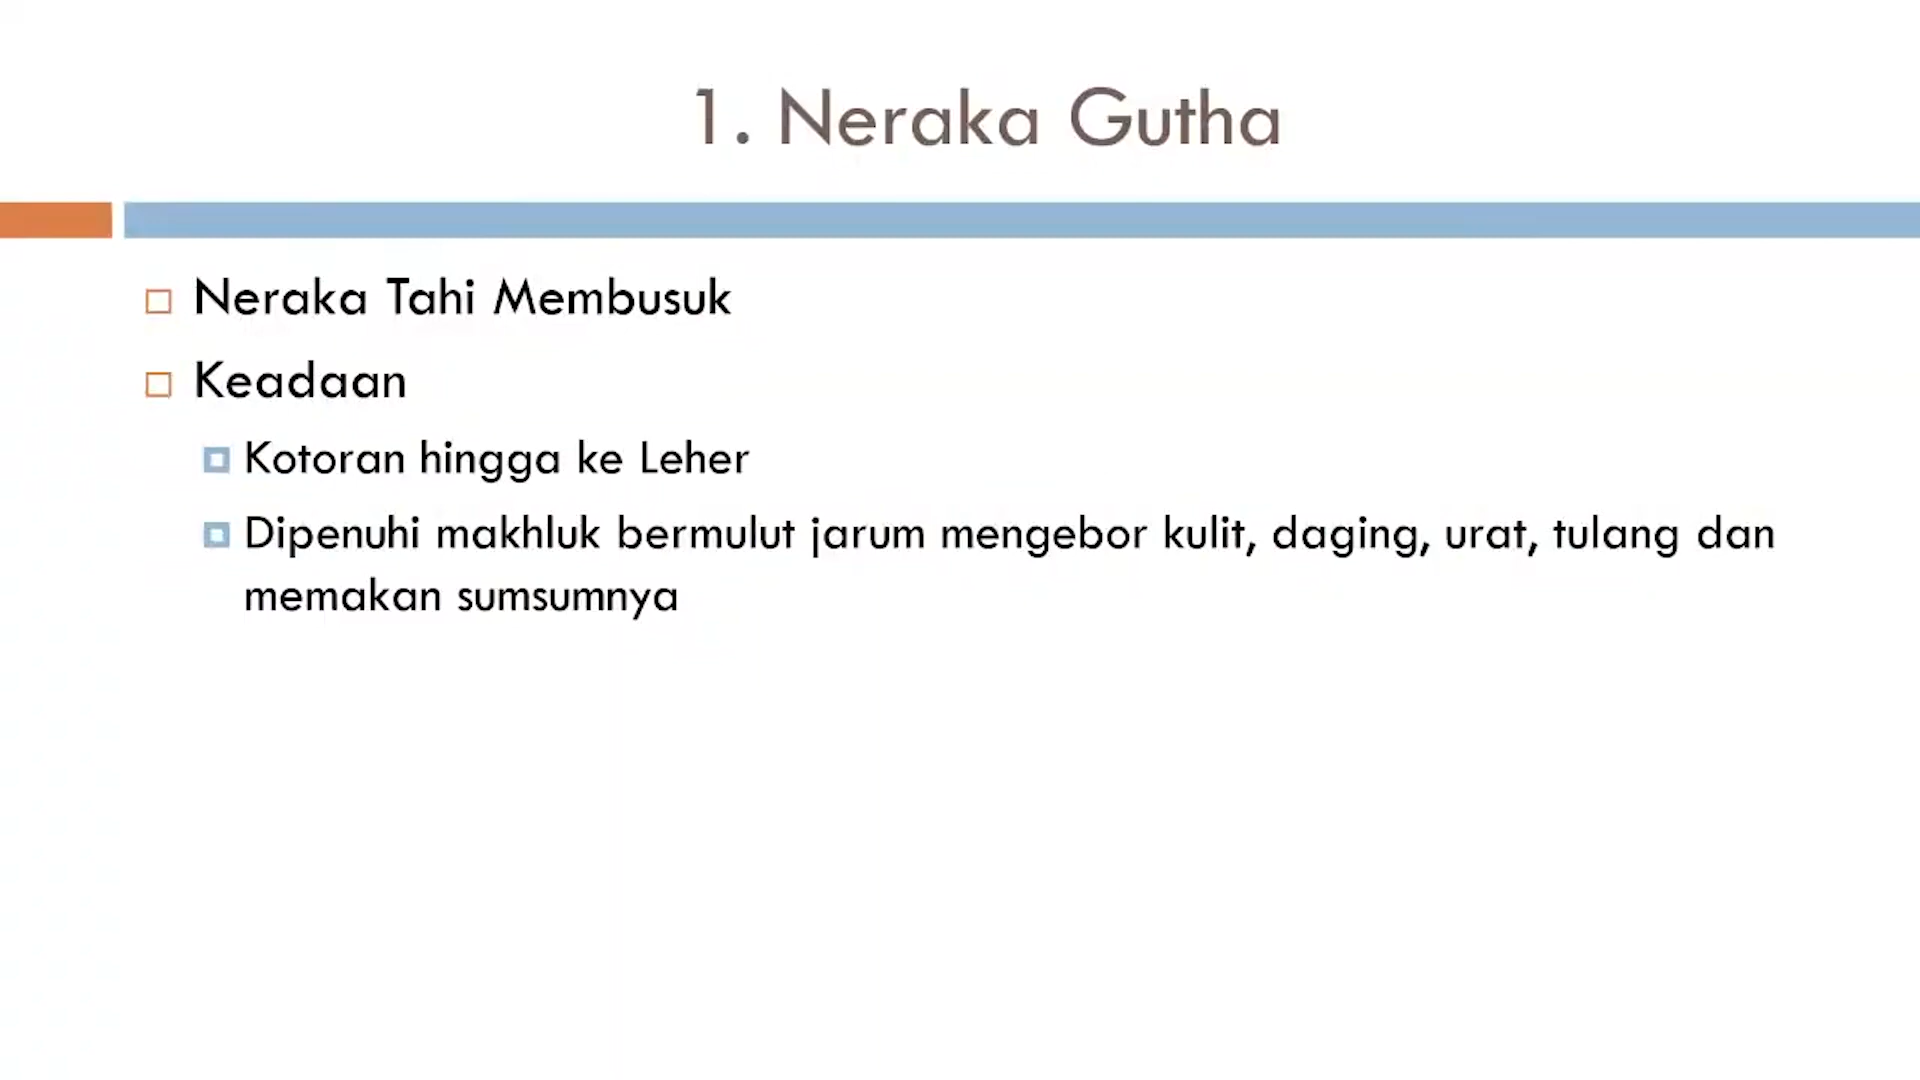 1. Neraka Gutha
Neraka Tahi Membusuk
Keadaan
Kotoran hingga ke Leher
Dipenuhi makhluk bermulut jarum mengebor kulit, daging, urat, tulang dan
memakan sumsumnya